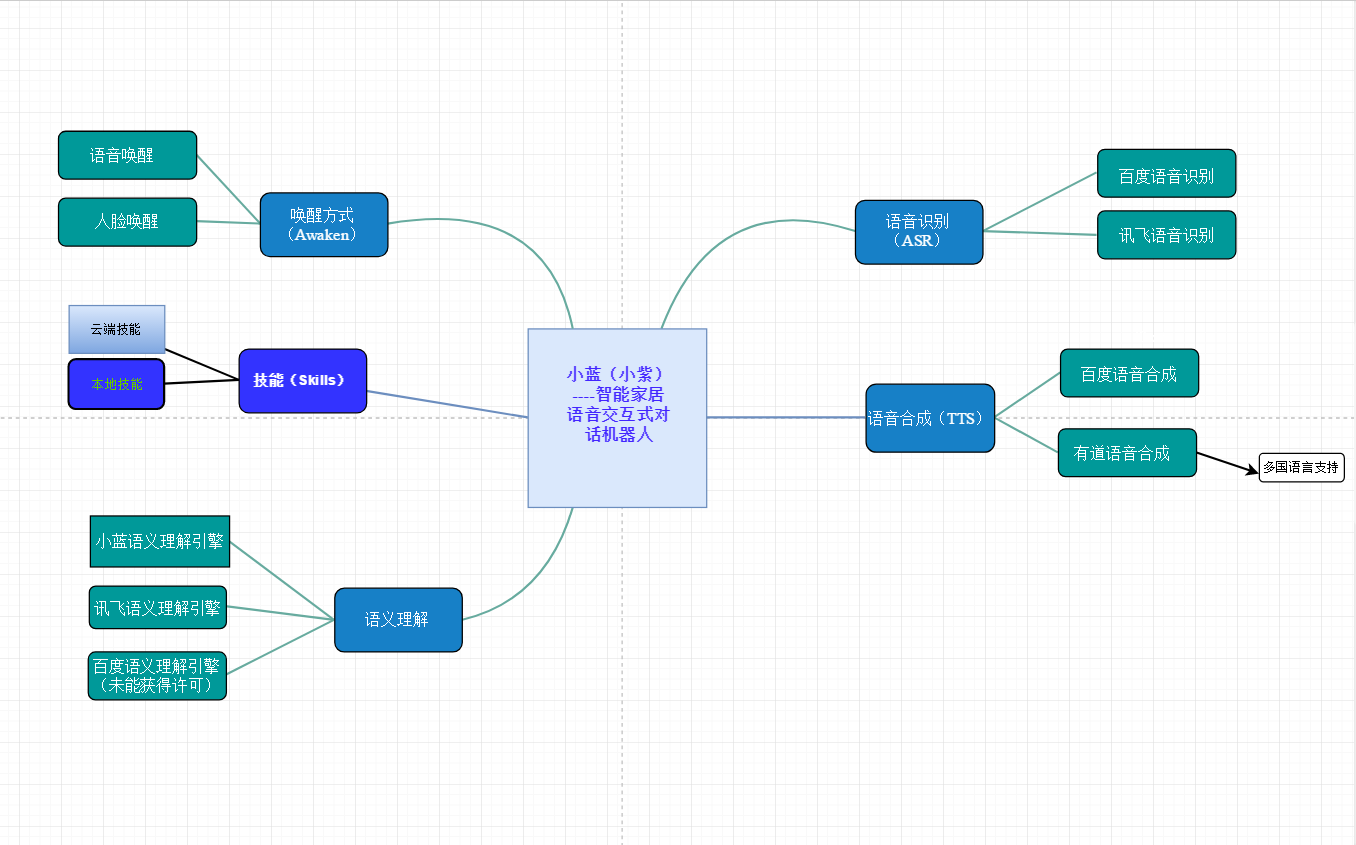 语音唤醒
人脸唤醒
唤醒方式
（Awaken）
云端技能
本地技能
技能（Skills）
小蓝语义理解引擎
讯飞语义理解引擎
百度语义理解引擎
（未能获得许可）
语义理解
小蓝（小紫）
----智能家居
语音交互式对
话机器人
语音识别
（ASR）
百度语音识别
讯飞语音识别
语音合成（TTS）
百度语音合成
有道语音合成
多国语言支持